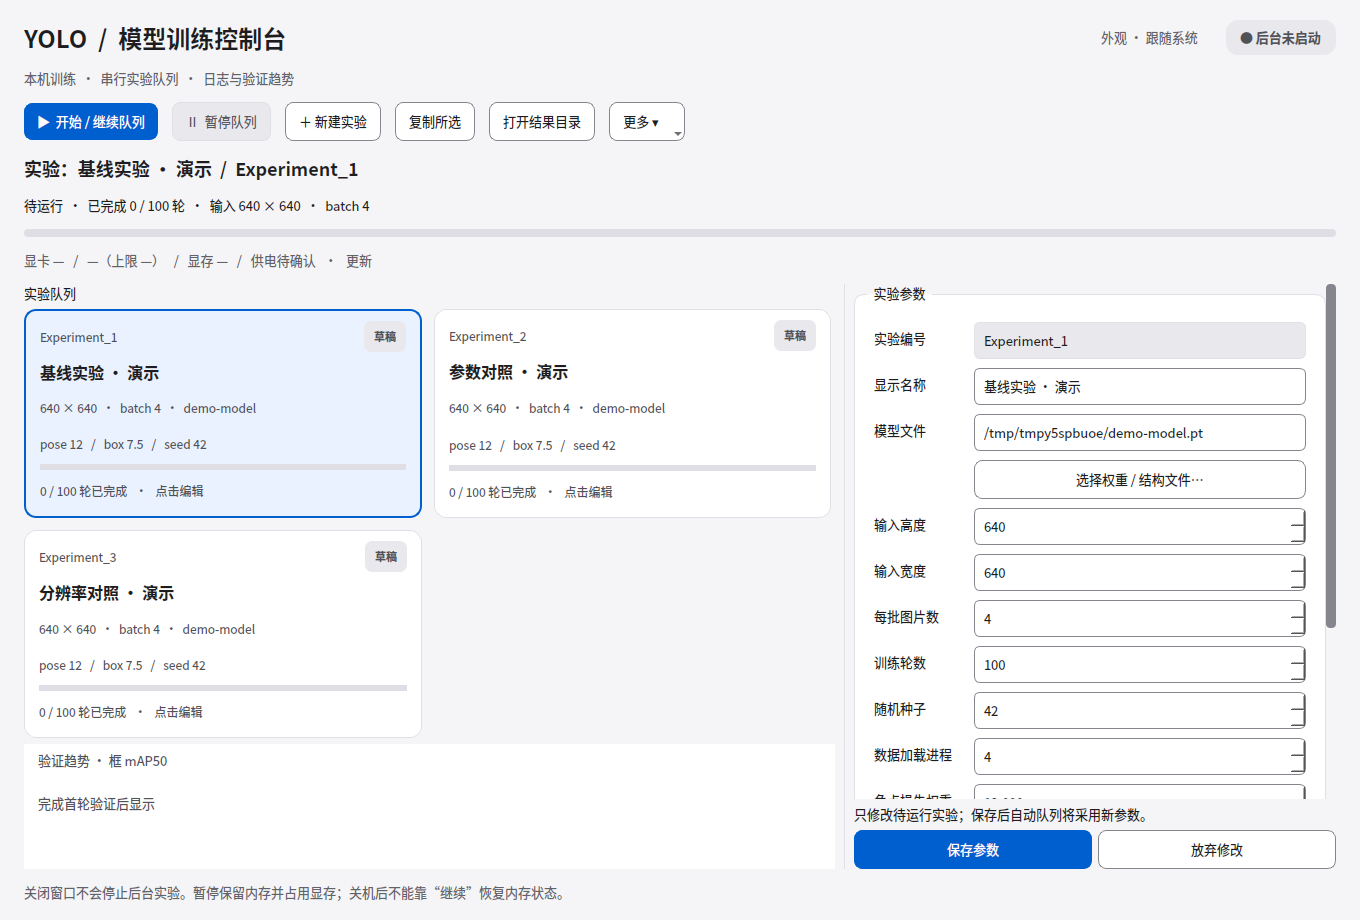 YOLO / 模型训练控制台
外观 · 跟随系统
● 后台未启动
本机训练 · 串行实验队列 · 日志与验证趋势
▶ 开始 / 继续队列
II 暂停队列
＋ 新建实验
复制所选
打开结果目录
更多 ▾
实验：基线实验 · 演示 / Experiment_1
待运行 · 已完成 0 / 100 轮 · 输入 640 × 640 · batch 4
显卡 — / —（上限 —） / 显存 — / 供电待确认 · 更新
实验队列
Experiment_1
草稿
基线实验 · 演示
640 × 640 · batch 4 · demo-model
pose 12 / box 7.5 / seed 42
0 / 100 轮已完成 · 点击编辑
Experiment_2
草稿
参数对照 · 演示
640 × 640 · batch 4 · demo-model
pose 12 / box 7.5 / seed 42
0 / 100 轮已完成 · 点击编辑
Experiment_3
草稿
分辨率对照 · 演示
640 × 640 · batch 4 · demo-model
pose 12 / box 7.5 / seed 42
0 / 100 轮已完成 · 点击编辑
验证趋势 · 框 mAP50
完成首轮验证后显示
实验参数
实验编号 Experiment_1
显示名称 基线实验 · 演示
模型文件 /tmp/tmpy5spbuoe/demo-model.pt
选择权重 / 结构文件…
输入高度 640
输入宽度 640
每批图片数 4
训练轮数 100
随机种子 42
数据加载进程 4
只修改待运行实验；保存后自动队列将采用新参数。
保存参数
放弃修改
关闭窗口不会停止后台实验。暂停保留内存并占用显存；关机后不能靠“继续”恢复内存状态。